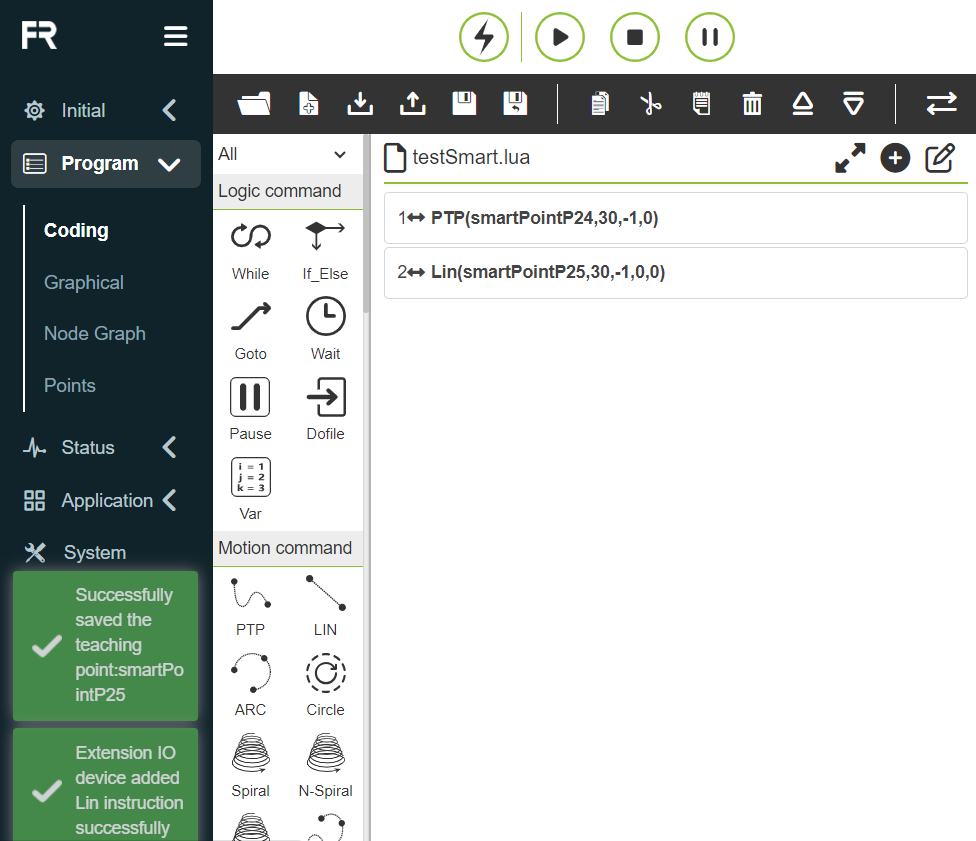 FR
Initial
Program
Coding
Graphical
Node Graph
Points
Status
Application
System
Successfully
saved the
teaching
point:smartPo
intP25
Extension IO
device added
Lin instruction
successfully
All
Logic command
While
If_Else
Goto
Wait
Pause
Dofile
i = 1
j = 2
k = 3
Var
Motion command
PTP
LIN
ARC
Circle
Spiral
N-Spiral
testSmart.lua
1 PTP(smartPointP24,30,-1,0)
2 Lin(smartPointP25,30,-1,0,0)